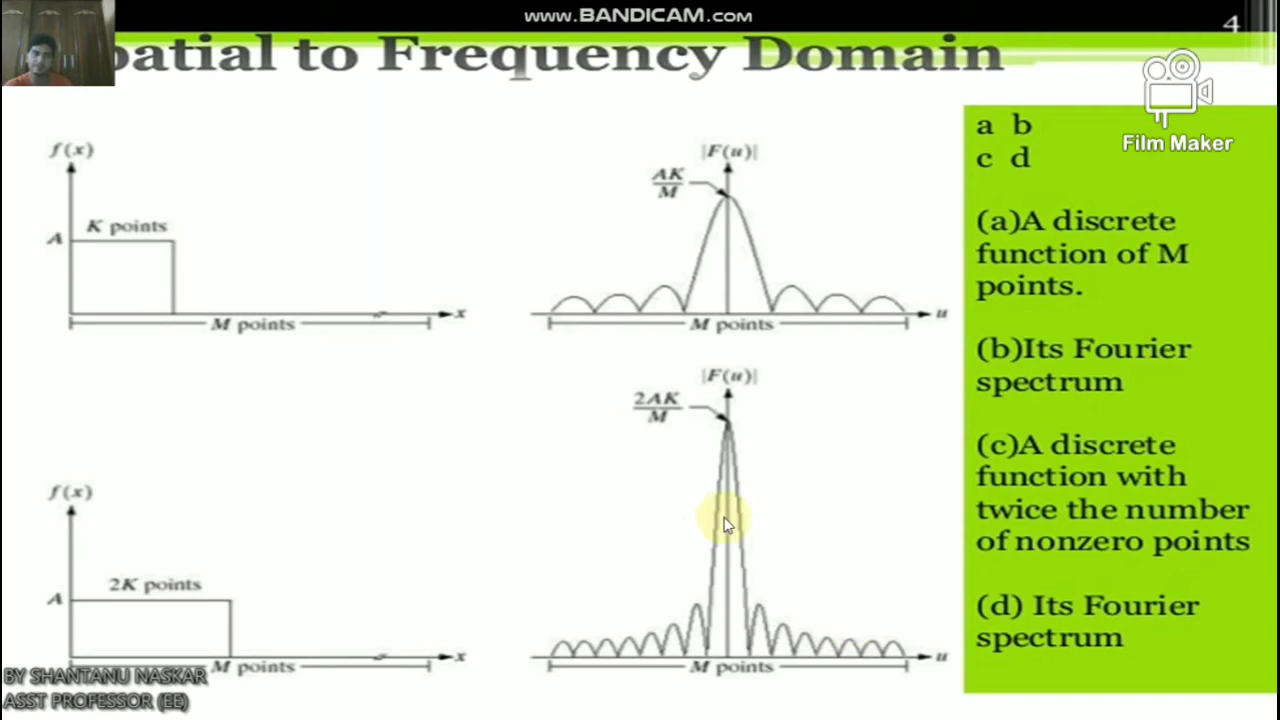 www.BANDICAM.com
4
patial to Frequency Domain
Film Maker
f(x)
A
K points
M points
x
|F(u)|
AK
M
M points
u
f(x)
A
2K points
M points
x
|F(u)|
2AK
M
M points
u
a b
c d
(a)A discrete
function of M
points.
(b)Its Fourier
spectrum
(c)A discrete
function with
twice the number
of nonzero points
(d) Its Fourier
spectrum
BY SHANTANU NASKAR
ASST PROFESSOR (EE)